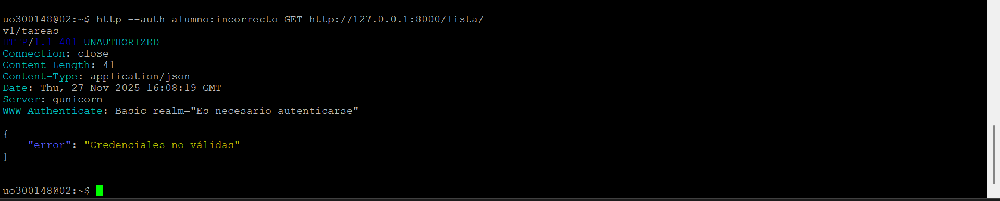 uo300148@02:~$ http --auth alumno:incorrecto GET http://127.0.0.1:8000/lista/
v1/tareas
HTTP/1.1 401 UNAUTHORIZED
Connection: close
Content-Length: 41
Content-Type: application/json
Date: Thu, 27 Nov 2025 16:08:19 GMT
Server: gunicorn
WWW-Authenticate: Basic realm="Es necesario autenticarse"
{
    "error": "Credenciales no válidas"
}
uo300148@02:~$